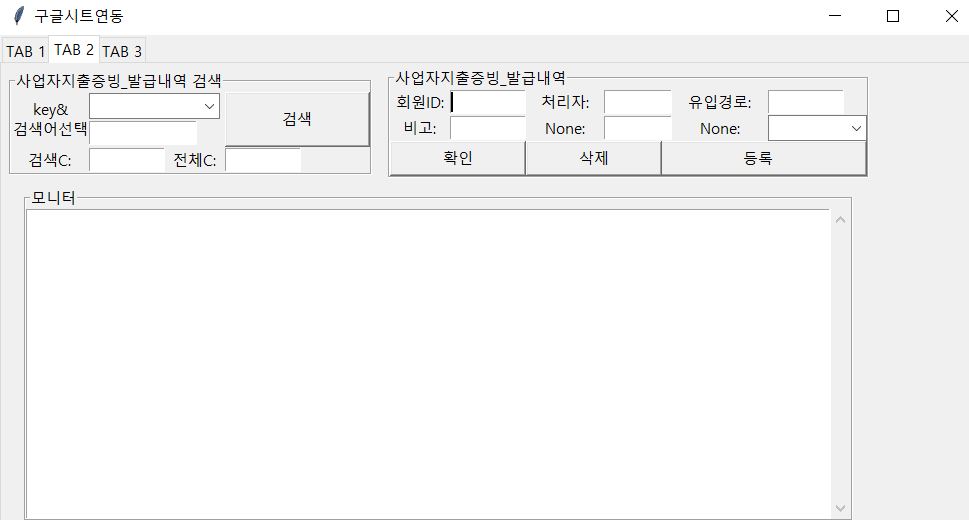 구글시트연동
TAB 1 TAB 2 TAB 3
사업자지출증빙_발급내역 검색
key&
검색어선택
검색
검색C: 전체C:
사업자지출증빙_발급내역
회원ID: 처리자: 유입경로:
비고: None: None:
확인 삭제 등록
모니터